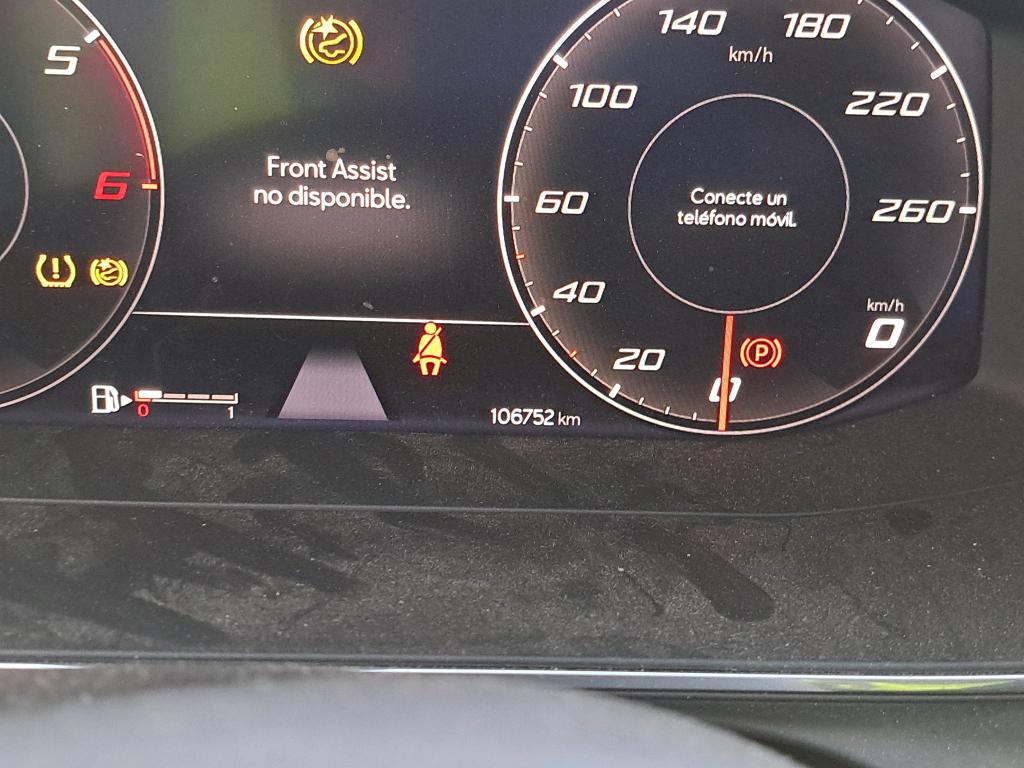 5
6
0
1
Front Assist
no disponible.
106752 km
20
40
60
100
140
km/h
180
220
260
Conecte un
teléfono móvil.
km/h
0
P
0